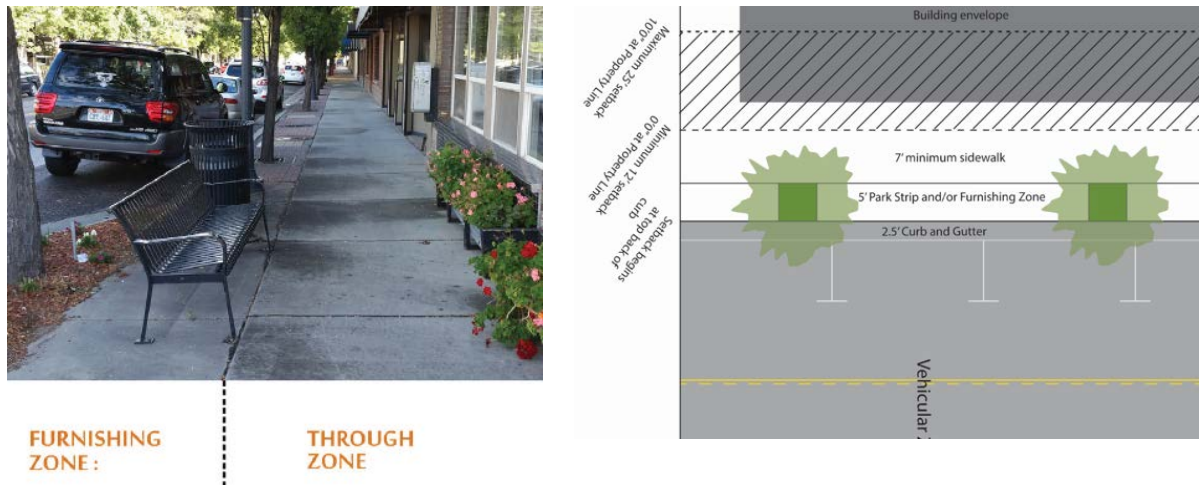 FURNISHING
ZONE :
THROUGH
ZONE
Building envelope
Maximum 25' setback
10'0" at Property Line
Minimum 12' setback
0'0" at Property Line
Setback begins
at top back of
curb
7' minimum sidewalk
5' Park Strip and/or Furnishing Zone
2.5' Curb and Gutter
Vehicular